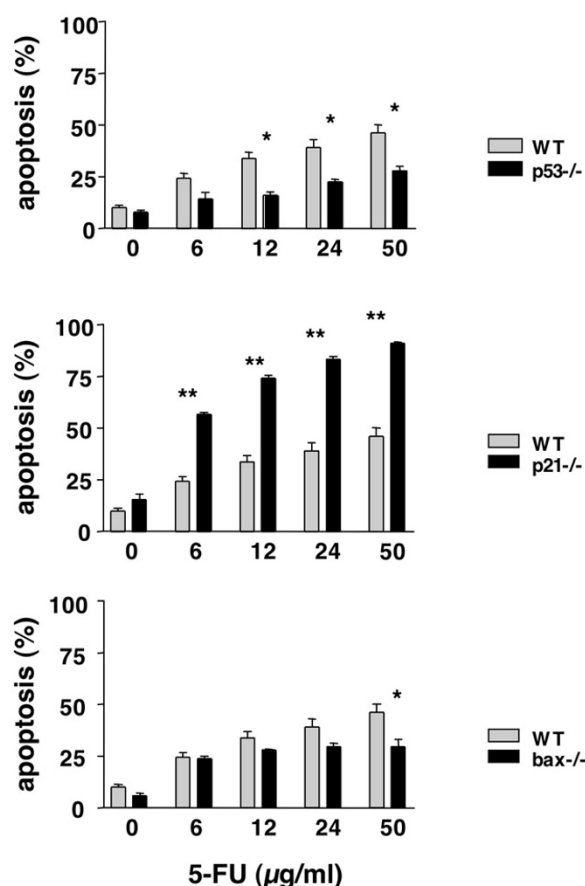 apoptosis (%)
100
75
50
25
0
* * *
0 6 12 24 50
WT
p53-/-
apoptosis (%)
100
75
50
25
0
** ** ** **
0 6 12 24 50
WT
p21-/-
apoptosis (%)
100
75
50
25
0
*
0 6 12 24 50
WT
bax-/-
5-FU (µg/ml)